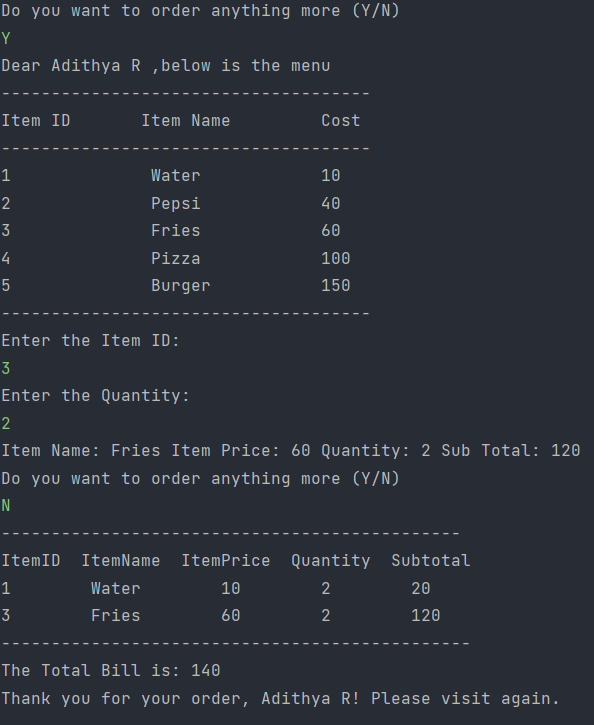 Do you want to order anything more (Y/N)
Y
Dear Adithya R ,below is the menu
-------------------------------------
Item ID       Item Name         Cost
-------------------------------------
1              Water            10
2              Pepsi            40
3              Fries            60
4              Pizza            100
5              Burger           150
-------------------------------------
Enter the Item ID:
3
Enter the Quantity:
2
Item Name: Fries Item Price: 60 Quantity: 2 Sub Total: 120
Do you want to order anything more (Y/N)
N
----------------------------------------------
ItemID  ItemName  ItemPrice  Quantity  Subtotal
1        Water        10        2        20
3        Fries        60        2        120
-----------------------------------------------
The Total Bill is: 140
Thank you for your order, Adithya R! Please visit again.